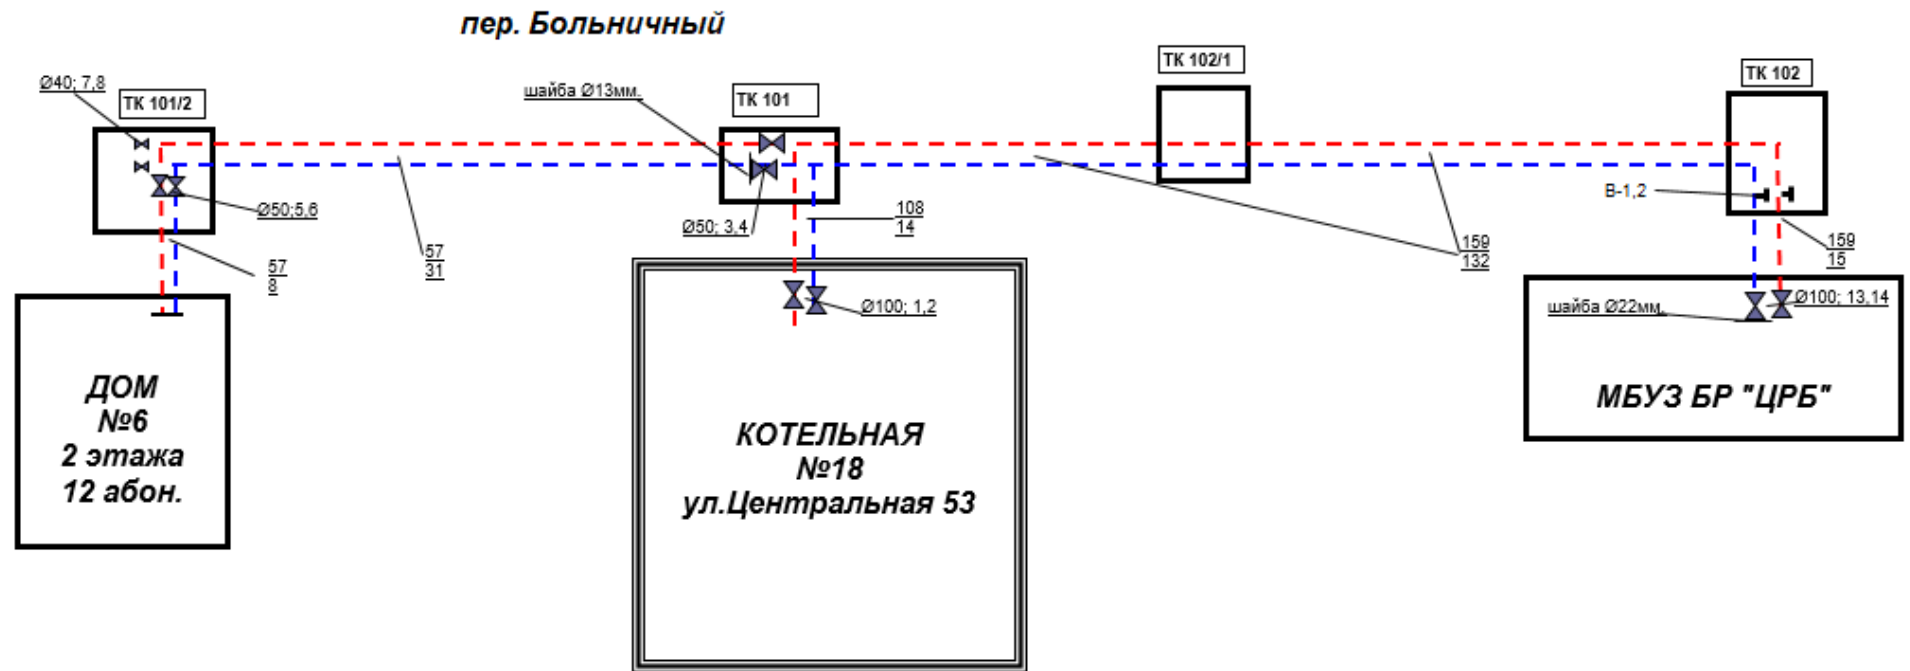 пер. Больничный
Ø40; 7,8
ТК 101/2
шайба Ø13мм.
ТК 101
ТК 102/1
ТК 102
Ø50;5,6
Ø50; 3,4
108
14
В-1,2
57
8
57
31
159
132
159
15
Ø100; 1,2
шайба Ø22мм.
Ø100; 13,14
ДОМ
№6
2 этажа
12 абон.
КОТЕЛЬНАЯ
№18
ул.Центральная 53
МБУЗ БР "ЦРБ"